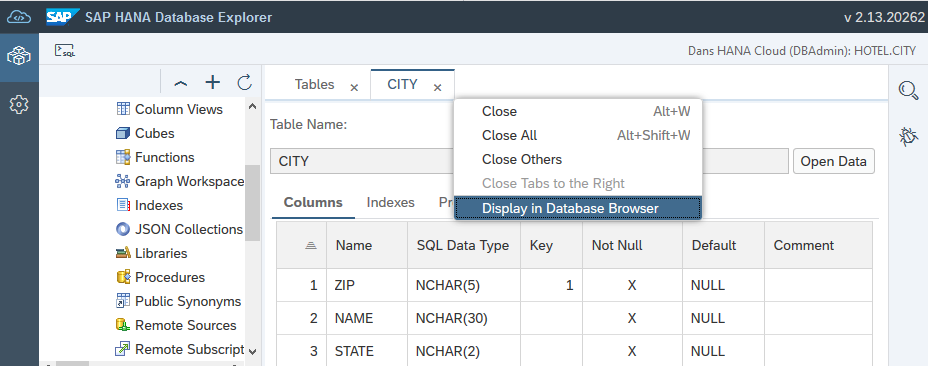 SAP SAP HANA Database Explorer
v 2.13.20262
SQL
Dans HANA Cloud (DBAdmin): HOTEL.CITY
Column Views
Cubes
Functions
Graph Workspace
Indexes
JSON Collections
Libraries
Procedures
Public Synonyms
Remote Sources
Remote Subscript
Tables
CITY
Close Alt+W
Close All Alt+Shift+W
Close Others
Close Tabs to the Right
Display in Database Browser
Table Name:
CITY
Open Data
Columns Indexes Pr
Name SQL Data Type Key Not Null Default Comment
1 ZIP NCHAR(5) 1 X NULL
2 NAME NCHAR(30) X NULL
3 STATE NCHAR(2) X NULL